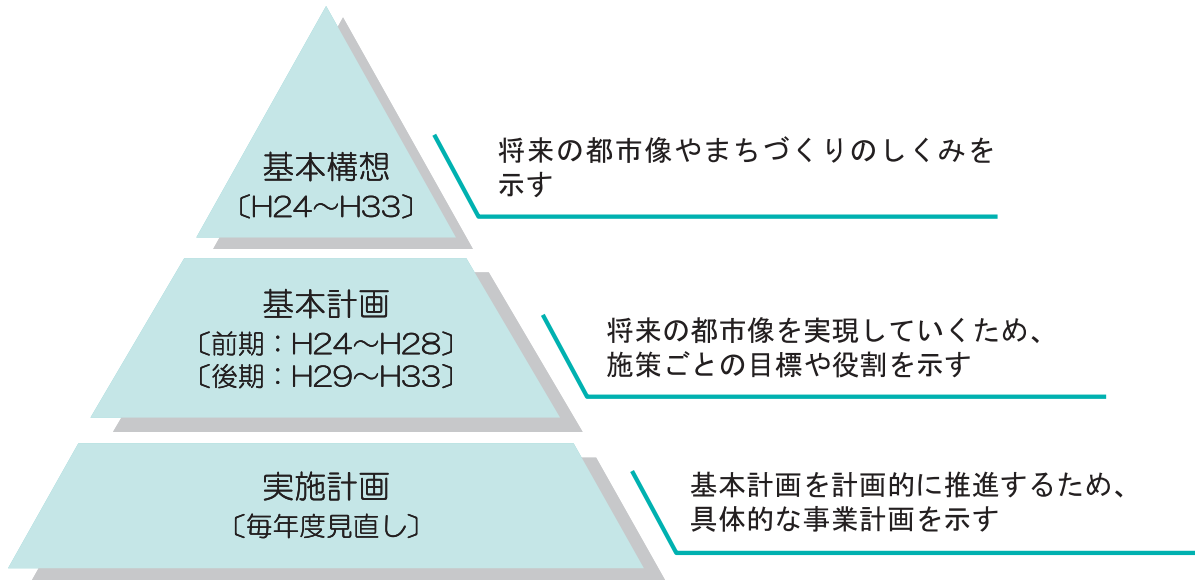 基本構想
〔H24～H33〕
将来の都市像やまちづくりのしくみを
示す
基本計画
〔前期：H24～H28〕
〔後期：H29～H33〕
将来の都市像を実現していくため、
施策ごとの目標や役割を示す
実施計画
〔毎年度見直し〕
基本計画を計画的に推進するため、
具体的な事業計画を示す